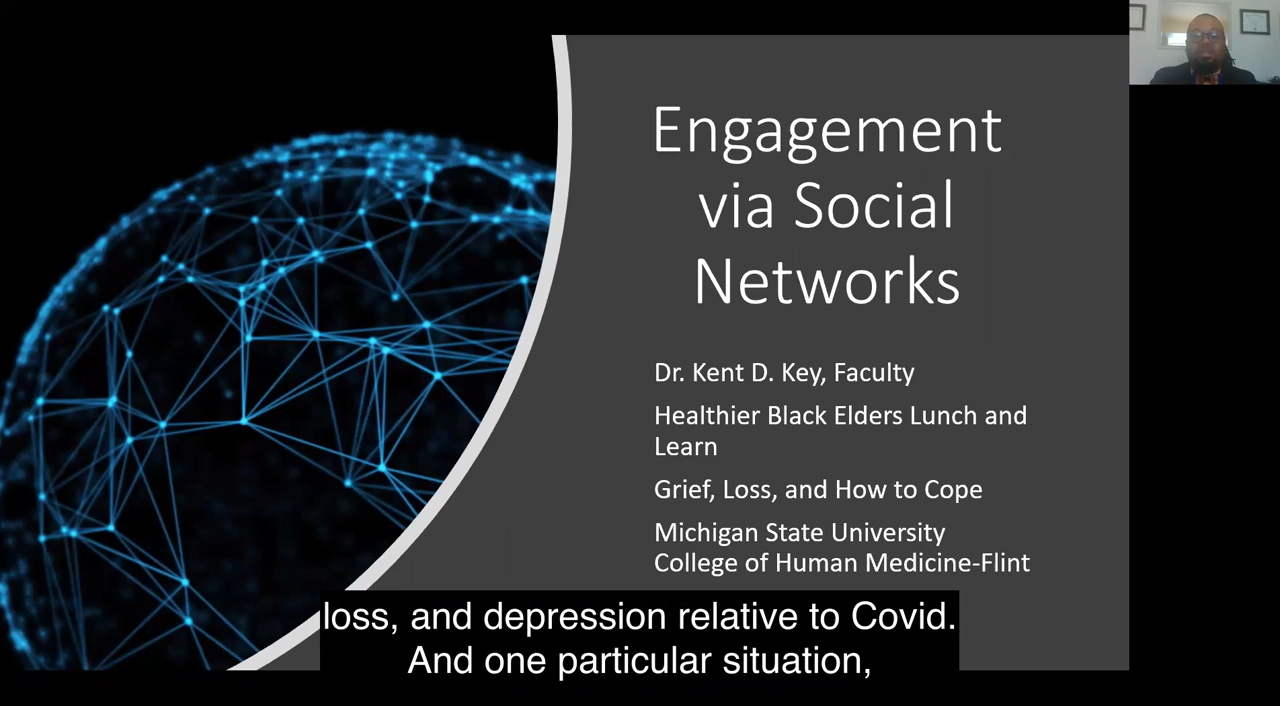 Engagement
via Social
Networks
Dr. Kent D. Key, Faculty
Healthier Black Elders Lunch and
Learn
Grief, Loss, and How to Cope
Michigan State University
College of Human Medicine-Flint
loss, and depression relative to Covid.
And one particular situation,